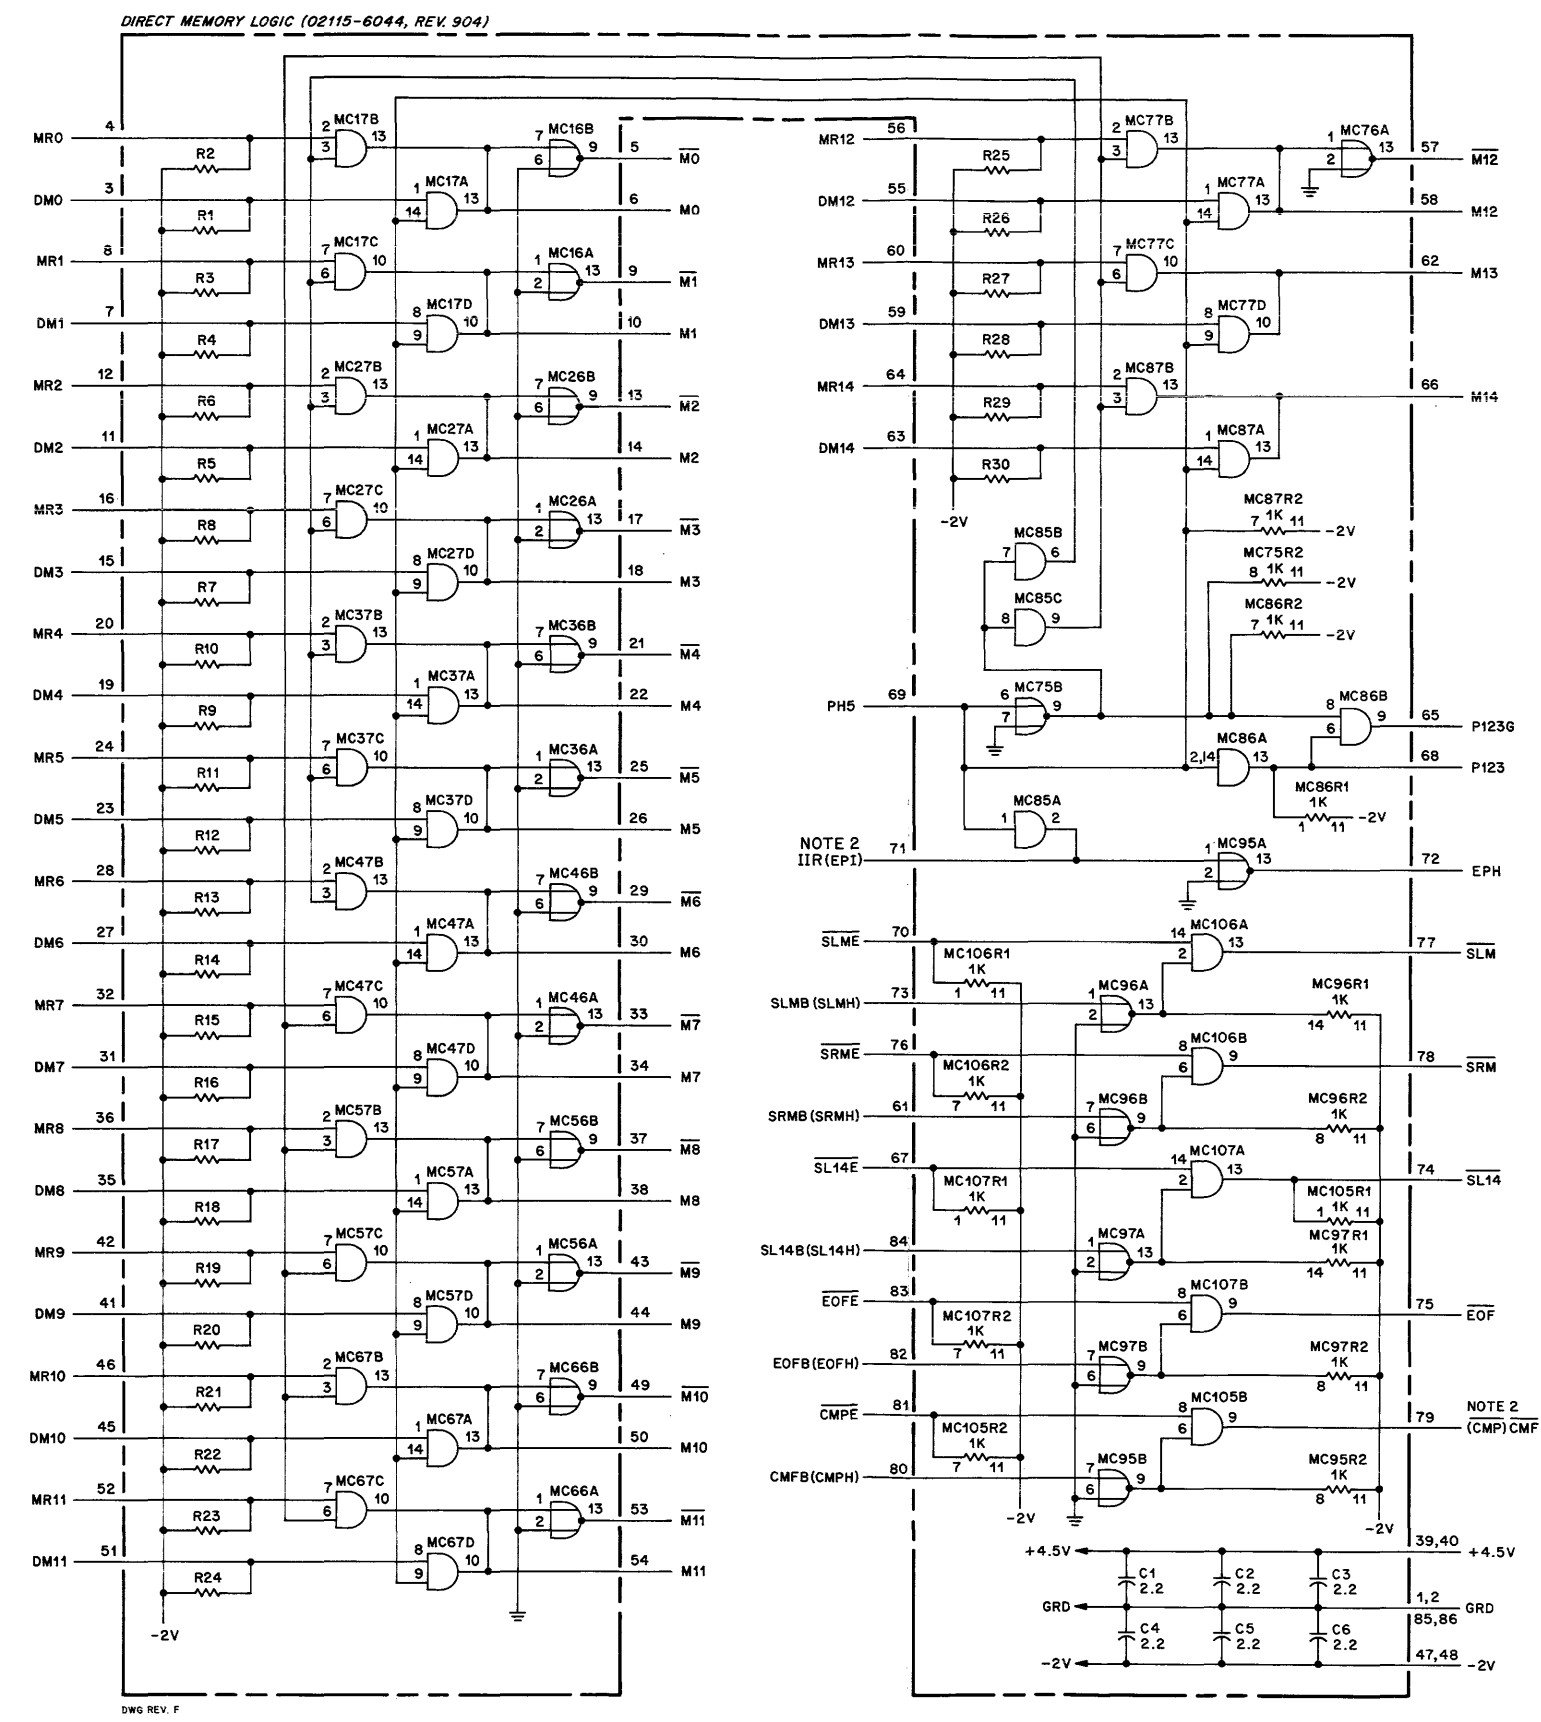 DIRECT MEMORY LOGIC (02115-6044, REV. 904)
MR0 4 R2 2 3 MC17B 13 7 6 MC16B 9 5 M̅0̅
DM0 3 R1 1 14 MC17A 13 6 M0
MR1 8 R3 7 6 MC17C 10 1 2 MC16A 13 9 M̅1̅
DM1 7 R4 8 9 MC17D 10 10 M1
MR2 12 R6 2 3 MC27B 13 7 6 MC26B 9 13 M̅2̅
DM2 11 R5 1 14 MC27A 13 14 M2
MR3 16 R8 7 6 MC27C 10 1 2 MC26A 13 17 M̅3̅
DM3 15 R7 8 9 MC27D 10 18 M3
MR4 20 R10 2 3 MC37B 13 7 6 MC36B 9 21 M̅4̅
DM4 19 R9 1 14 MC37A 13 22 M4
MR5 24 R11 7 6 MC37C 10 1 2 MC36A 13 25 M̅5̅
DM5 23 R12 8 9 MC37D 10 26 M5
MR6 28 R13 2 3 MC47B 13 7 6 MC46B 9 29 M̅6̅
DM6 27 R14 1 14 MC47A 13 30 M6
MR7 32 R15 7 6 MC47C 10 1 2 MC46A 13 33 M̅7̅
DM7 31 R16 8 9 MC47D 10 34 M7
MR8 36 R17 2 3 MC57B 13 7 6 MC56B 9 37 M̅8̅
DM8 35 R18 1 14 MC57A 13 38 M8
MR9 42 R19 7 6 MC57C 10 1 2 MC56A 13 43 M̅9̅
DM9 41 R20 8 9 MC57D 10 44 M9
MR10 46 R21 2 3 MC67B 13 7 6 MC66B 9 49 M̅1̅0̅
DM10 45 R22 1 14 MC67A 13 50 M10
MR11 52 R23 7 6 MC67C 10 1 2 MC66A 13 53 M̅1̅1̅
DM11 51 R24 8 9 MC67D 10 54 M11
-2V
MR12 56 R25 2 3 MC77B 13 1 2 MC76A 13 57 M̅1̅2̅
DM12 55 R26 1 14 MC77A 13 58 M12
MR13 60 R27 7 6 MC77C 10 62 M13
DM13 59 R28 8 9 MC77D 10
MR14 64 R29 2 3 MC87B 13 66 M14
DM14 63 R30 1 14 MC87A 13
-2V
MC87R2 1K 7 11 -2V
7 MC85B 6
MC75R2 1K 8 11 -2V
8 MC85C 9
MC86R2 1K 7 11 -2V
PH5 69 6 7 MC75B 9 8 6 MC86B 9 65 P123G
2,14 MC86A 13 68 P123
MC86R1 1K 1 11 -2V
1 MC85A 2
NOTE 2
IIR(EPI) 71 1 2 MC95A 13 72 EPH
S̅L̅M̅E̅ 70 14 2 MC106A 13 77 S̅L̅M̅
MC106R1 1K 1 11
SLMB(SLMH) 73 1 2 MC96A 13 MC96R1 1K 14 11
S̅R̅M̅E̅ 76 8 6 MC106B 9 78 S̅R̅M̅
MC106R2 1K 7 11
SRMB(SRMH) 61 7 6 MC96B 9 MC96R2 1K 8 11
S̅L̅1̅4̅E̅ 67 14 2 MC107A 13 74 S̅L̅1̅4̅
MC107R1 1K 1 11 MC105R1 1K 1 11
SL14B(SL14H) 84 1 2 MC97A 13 MC97R1 1K 14 11
E̅O̅F̅E̅ 83 8 6 MC107B 9 75 E̅O̅F̅
MC107R2 1K 7 11
EOFB(EOFH) 82 7 6 MC97B 9 MC97R2 1K 8 11
C̅M̅P̅E̅ 81 8 6 MC105B 9 79 NOTE 2 (C̅M̅P̅) C̅M̅F̅
MC105R2 1K 7 11
CMFB(CMPH) 80 7 6 MC95B 9 MC95R2 1K 8 11
-2V -2V
+4.5V 39,40 +4.5V
C1 2.2 C2 2.2 C3 2.2
GRD 1,2 85,86 GRD
C4 2.2 C5 2.2 C6 2.2
-2V 47,48 -2V
DWG REV. F